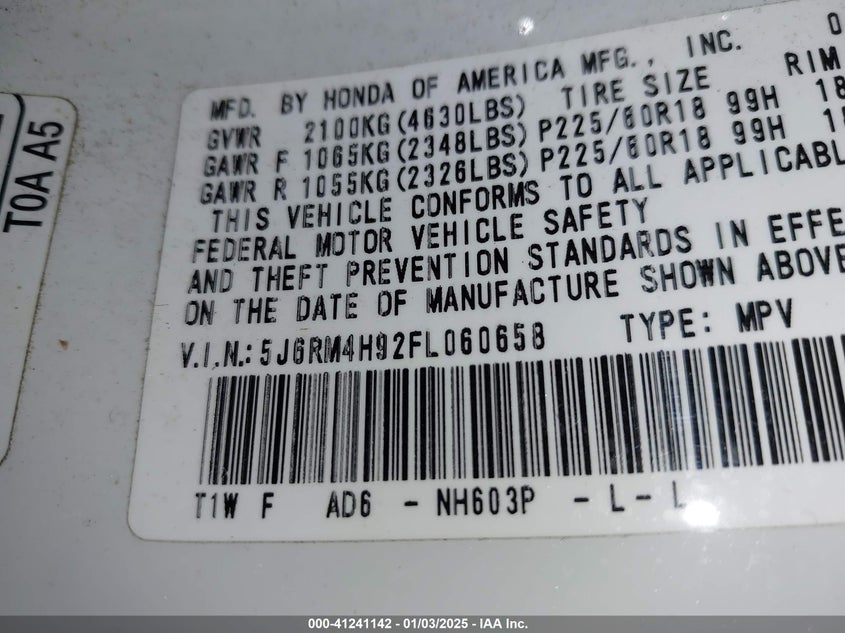 T0A A5
0
MFD. BY HONDA OF AMERICA MFG., INC.
GVWR 2100KG(4630LBS) TIRE SIZE RIM
GAWR F 1065KG(2348LBS) P225/60R18 99H 18
GAWR R 1055KG(2326LBS) P225/60R18 99H
THIS VEHICLE CONFORMS TO ALL APPLICABL
FEDERAL MOTOR VEHICLE SAFETY
AND THEFT PREVENTION STANDARDS IN EFFE
ON THE DATE OF MANUFACTURE SHOWN ABOVE
V.I.N.: 5J6RM4H92FL060658 TYPE: MPV
T1W F AD6 - NH603P - L - L
000-41241142 - 01/03/2025 - IAA Inc.